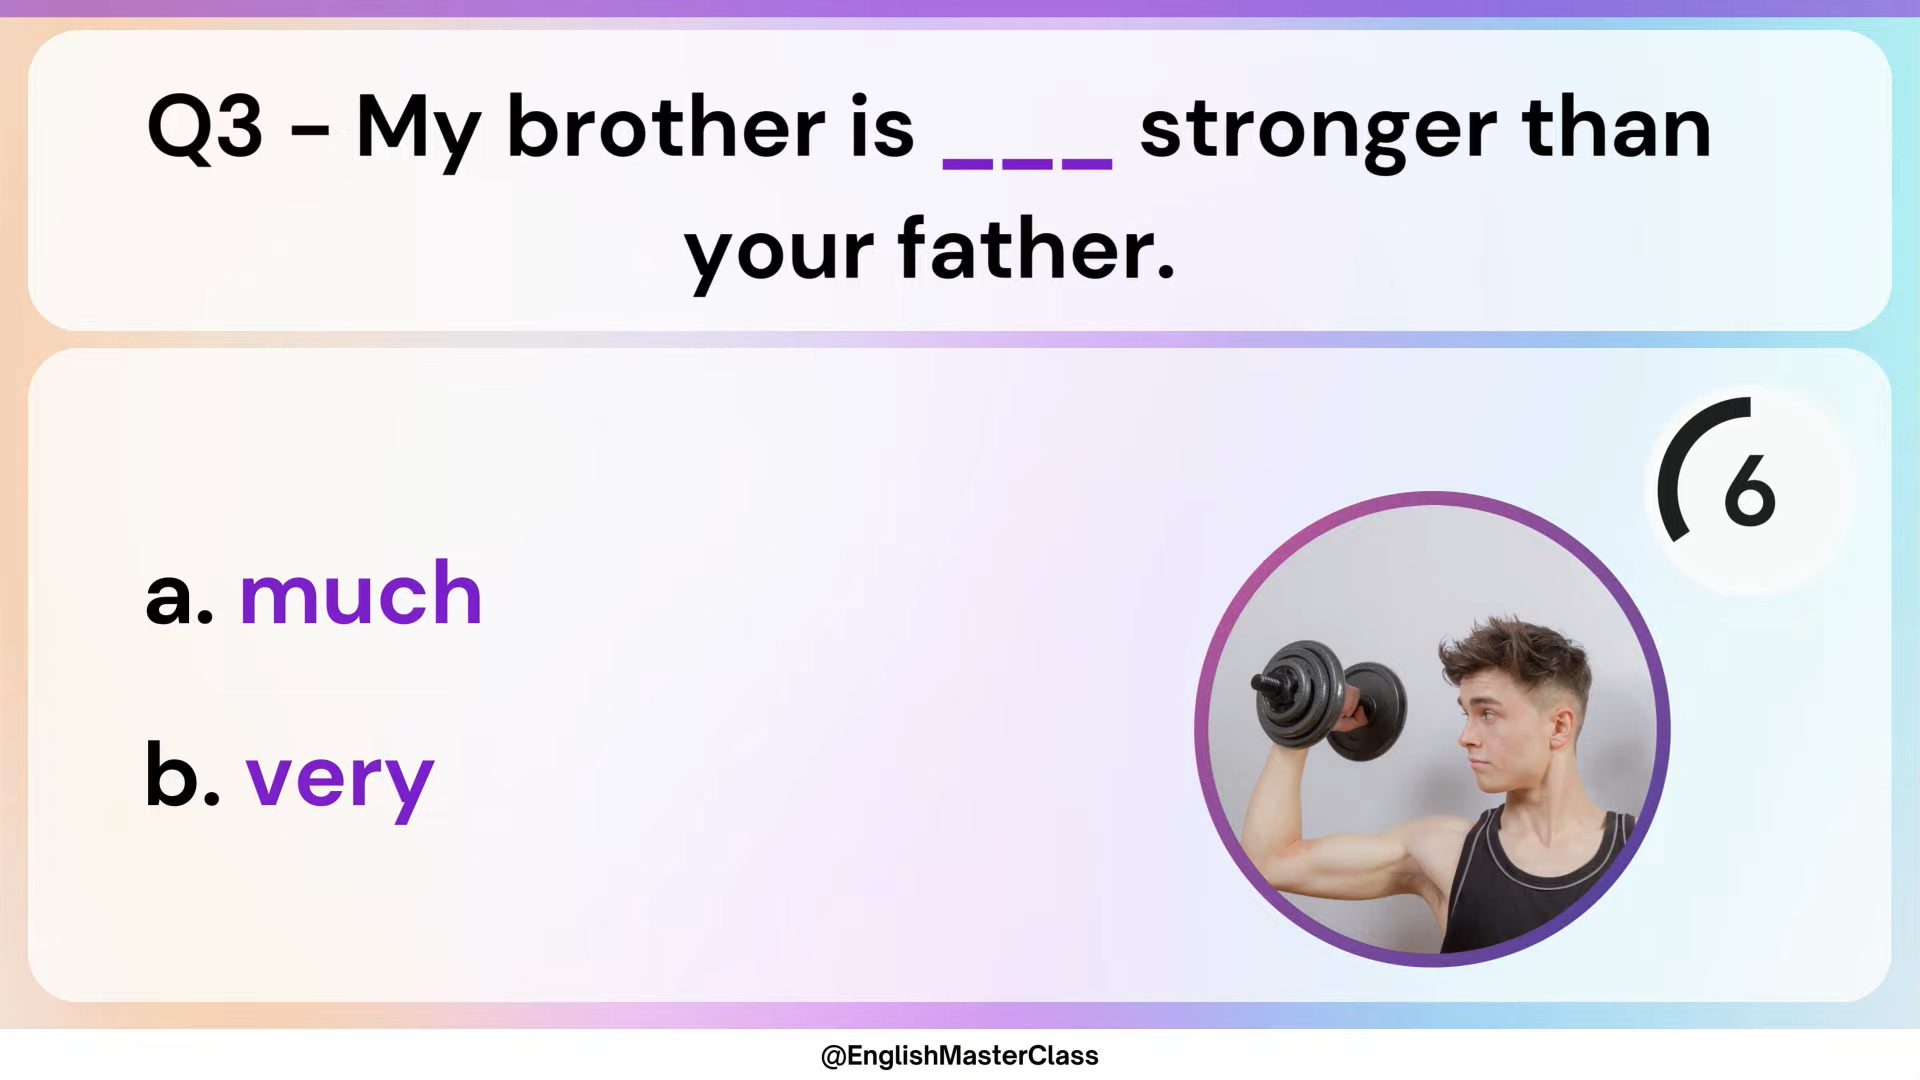 Q3 - My brother is ___ stronger than
your father.
6
a. much
b. very
@EnglishMasterClass